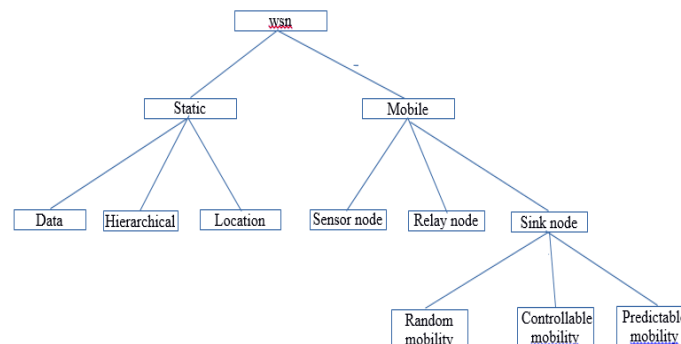 wsn
Static
Mobile
Data
Hierarchical
Location
Sensor node
Relay node
Sink node
Random
mobility
Controllable
mobility
Predictabl
mobility